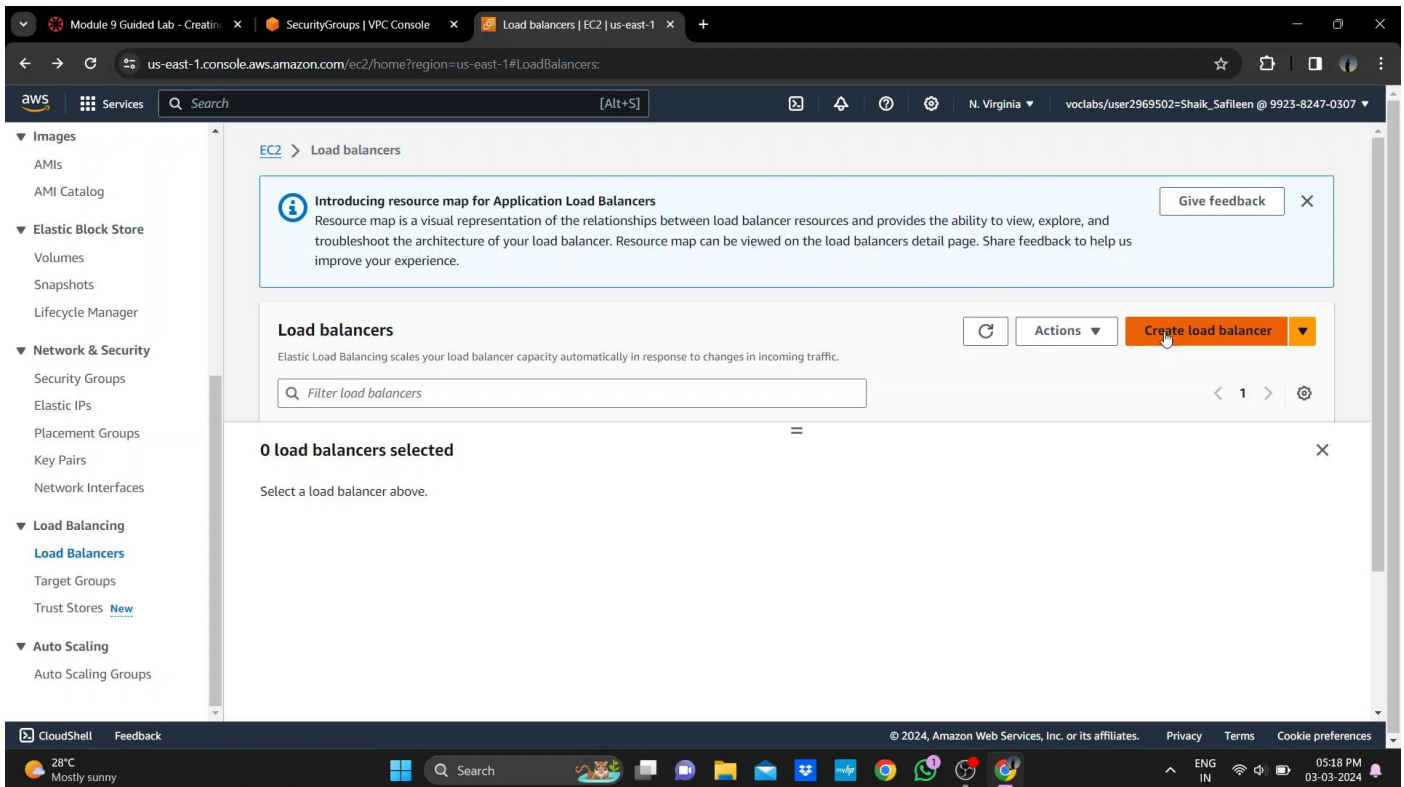 Module 9 Guided Lab - Creatin
SecurityGroups | VPC Console
Load balancers | EC2 | us-east-1
us-east-1.console.aws.amazon.com/ec2/home?region=us-east-1#LoadBalancers:
aws
Services
Search
[Alt+S]
N. Virginia
voclabs/user2969502=Shaik_Safileen @ 9923-8247-0307
Images
AMIs
AMI Catalog
Elastic Block Store
Volumes
Snapshots
Lifecycle Manager
Network & Security
Security Groups
Elastic IPs
Placement Groups
Key Pairs
Network Interfaces
Load Balancing
Load Balancers
Target Groups
Trust Stores New
Auto Scaling
Auto Scaling Groups
EC2 > Load balancers
Introducing resource map for Application Load Balancers
Resource map is a visual representation of the relationships between load balancer resources and provides the ability to view, explore, and
troubleshoot the architecture of your load balancer. Resource map can be viewed on the load balancers detail page. Share feedback to help us
improve your experience.
Give feedback
Load balancers
Actions
Create load balancer
Elastic Load Balancing scales your load balancer capacity automatically in response to changes in incoming traffic.
Filter load balancers
1
0 load balancers selected
Select a load balancer above.
CloudShell
Feedback
© 2024, Amazon Web Services, Inc. or its affiliates.
Privacy
Terms
Cookie preferences
28°C
Mostly sunny
Search
myhp
1
ENG
IN
05:18 PM
03-03-2024